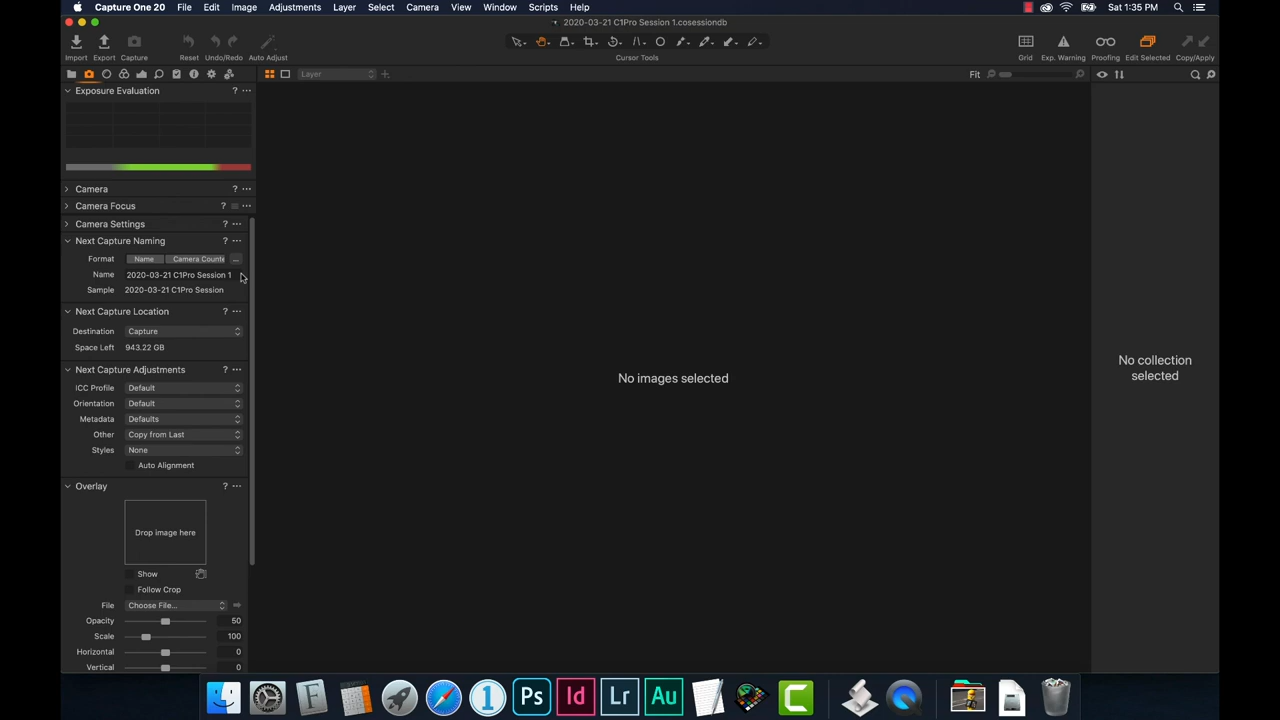 Capture One 20 File Edit Image Adjustments Layer Select Camera View Window Scripts Help Sat 1:35 PM
2020-03-21 C1Pro Session 1.cosessiondb
Import Export Capture Reset Undo/Redo Auto Adjust Cursor Tools Grid Exp. Warning Proofing Edit Selected Copy/Apply
Layer Fit
Exposure Evaluation ? ...
Camera ? ...
Camera Focus ? ...
Camera Settings ? ...
Next Capture Naming ? ...
Format Name Camera Counte ...
Name 2020-03-21 C1Pro Session 1
Sample 2020-03-21 C1Pro Session
Next Capture Location ? ...
Destination Capture
Space Left 943.22 GB
Next Capture Adjustments ? ...
ICC Profile Default
Orientation Default
Metadata Defaults
Other Copy from Last
Styles None
Auto Alignment
Overlay ? ...
Drop image here
Show
Follow Crop
File Choose File...
Opacity 50
Scale 100
Horizontal 0
Vertical 0
No images selected
No collection
selected
F 1 Ps Id Lr Au C